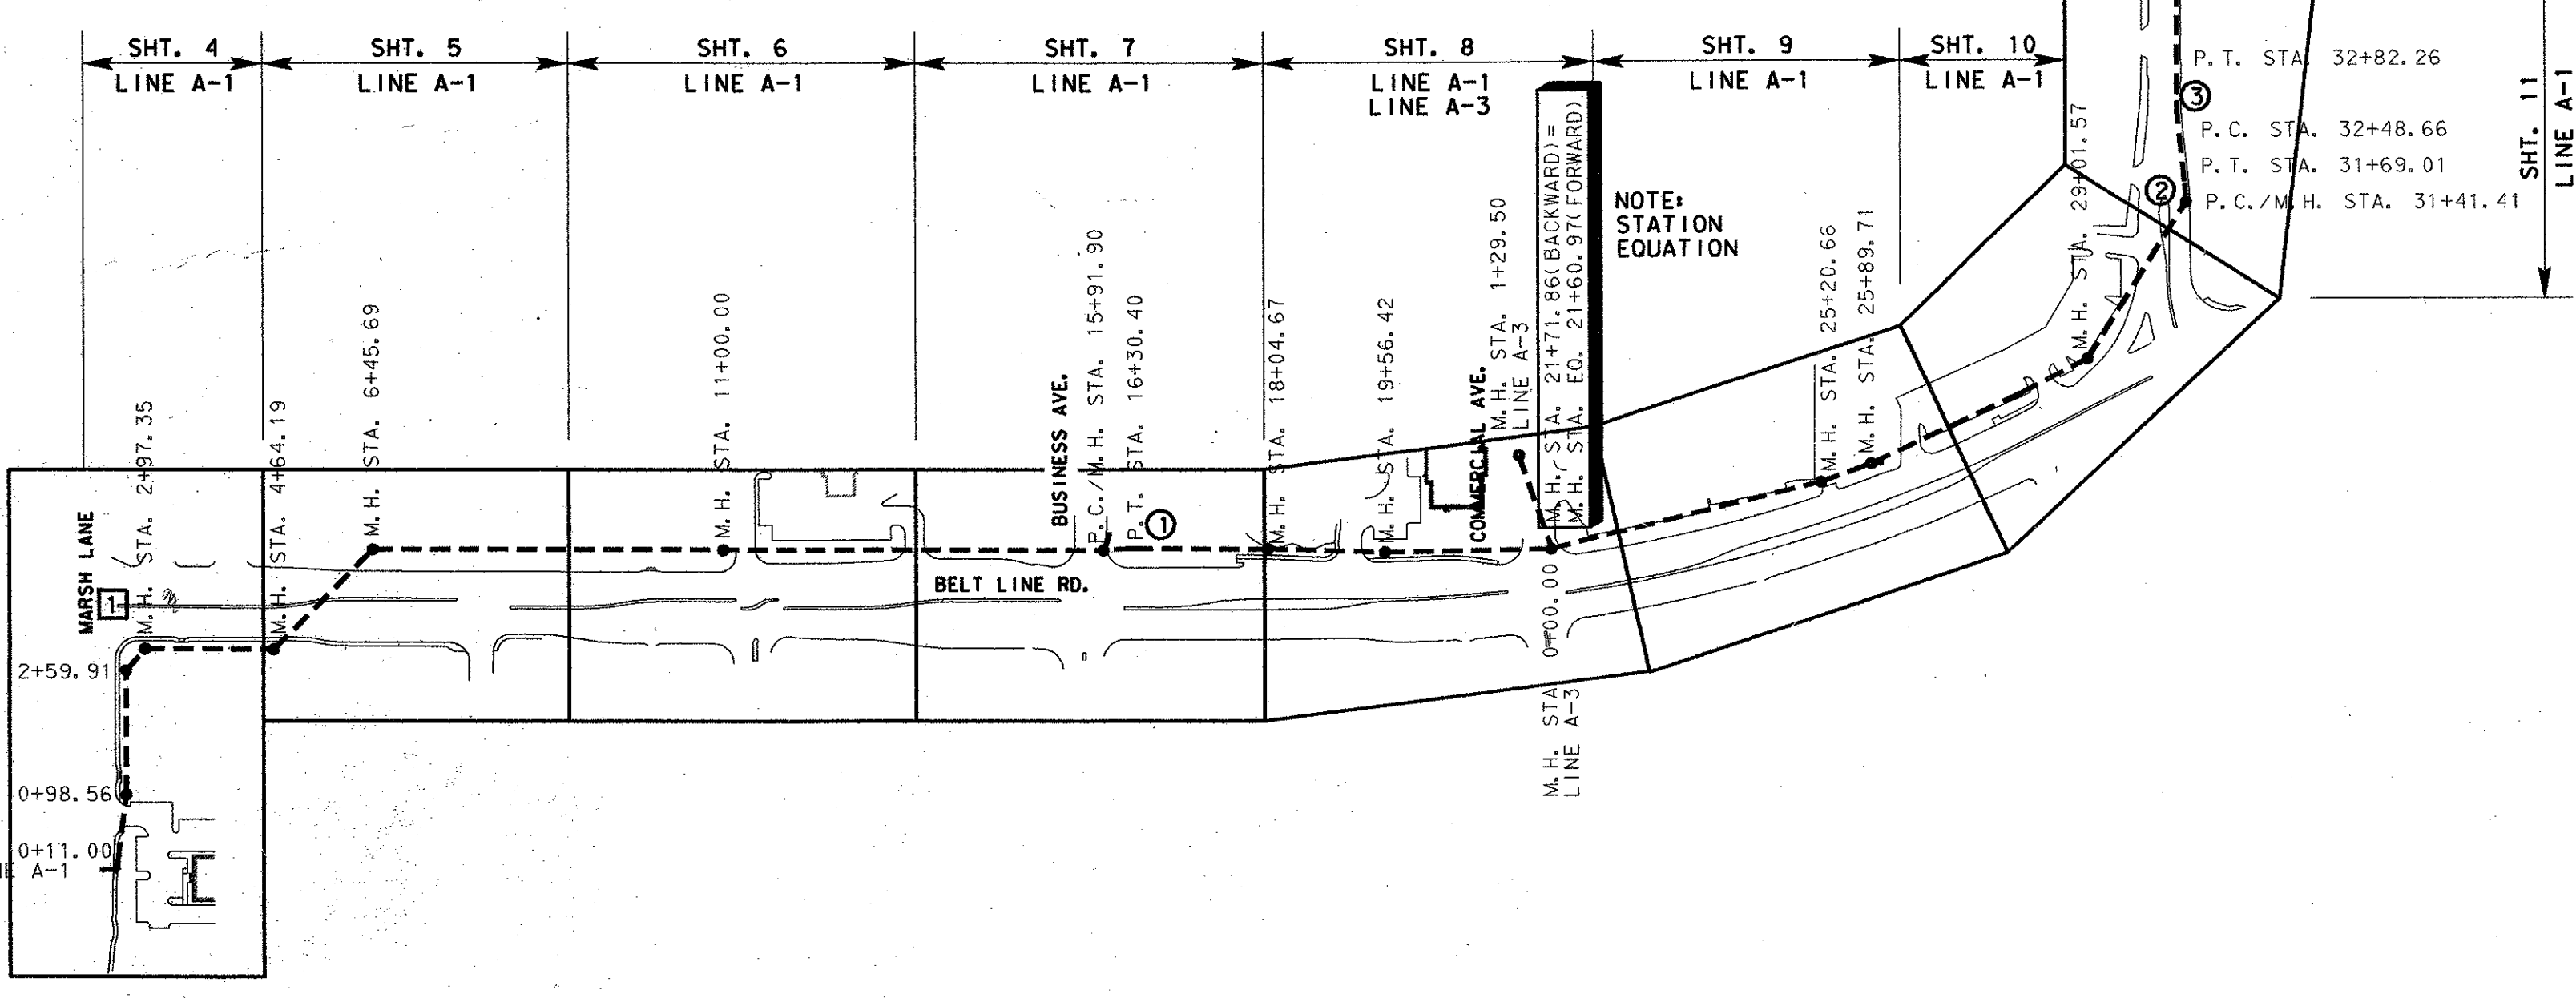 SHT. 4
LINE A-1
SHT. 5
LINE A-1
SHT. 6
LINE A-1
SHT. 7
LINE A-1
SHT. 8
LINE A-1
LINE A-3
SHT. 9
LINE A-1
SHT. 10
LINE A-1
SHT. 11
LINE A-1
P.T. STA 32+82.26
3
P.C. STA. 32+48.66
P.T. STA. 31+69.01
2
P.C./M.H. STA. 31+41.41
M.H. STA. 29+01.57
NOTE:
STATION
EQUATION
M.H. STA. 21+71.86(BACKWARD)=
M.H. STA. EQ. 21+60.97(FORWARD)
M.H. STA. 1+29.50
LINE A-3
M.H. STA. 25+20.66
M.H. STA. 25+89.71
COMMERCIAL AVE.
M.H. STA. 19+56.42
M.H. STA. 18+04.67
BUSINESS AVE.
P.C./M.H. STA. 15+91.90
P.T. STA. 16+30.40
1
M.H. STA. 11+00.00
M.H. STA. 6+45.69
M.H. STA. 4+64.19
M.H. STA. 2+97.35
MARSH LANE
1
BELT LINE RD.
M.H. STA 0+00.00
LINE A-3
2+59.91
0+98.56
0+11.00
A-1